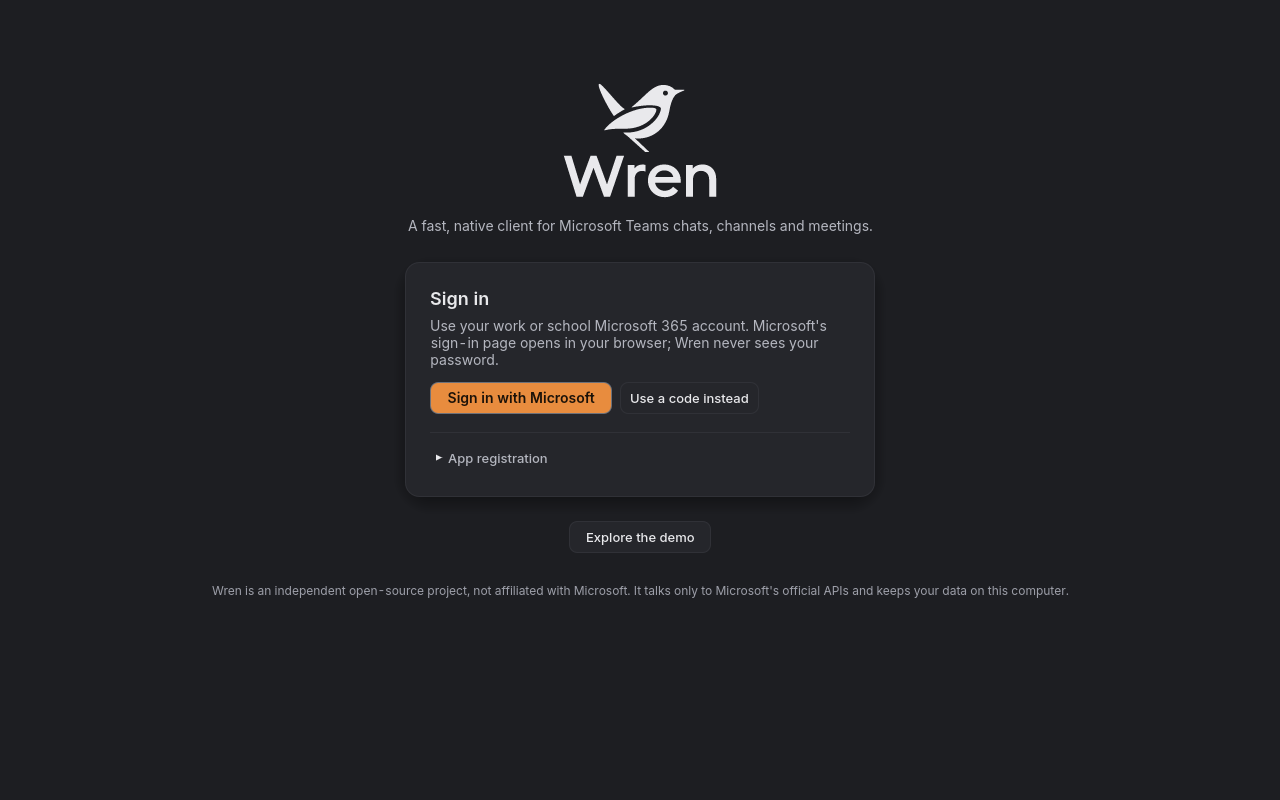 Wren
A fast, native client for Microsoft Teams chats, channels and meetings.
Sign in
Use your work or school Microsoft 365 account. Microsoft's
sign-in page opens in your browser; Wren never sees your
password.
Sign in with Microsoft
Use a code instead
App registration
Explore the demo
Wren is an independent open-source project, not affiliated with Microsoft. It talks only to Microsoft's official APIs and keeps your data on this computer.